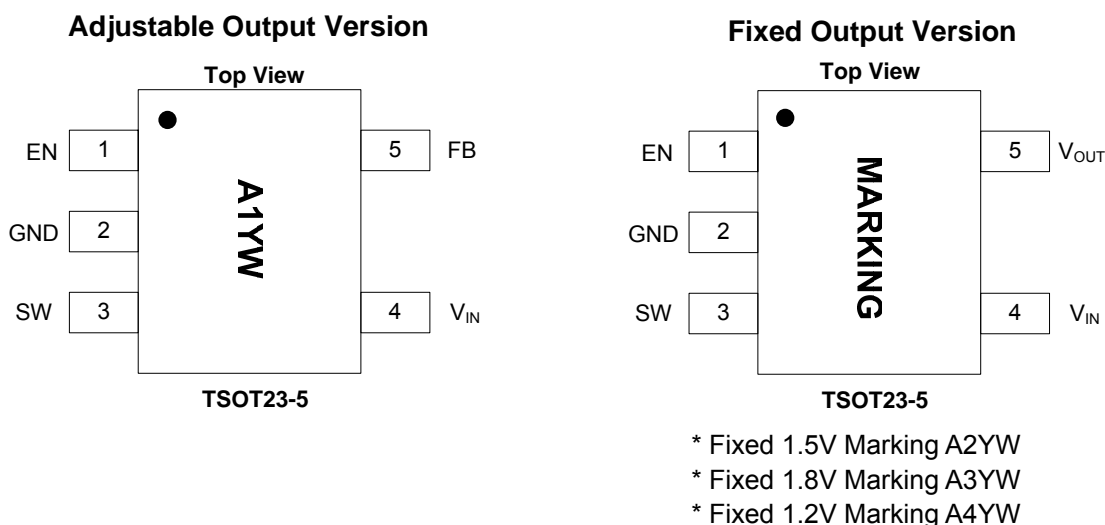 Adjustable Output Version
Top View
EN 1 5 FB
GND 2
A1YW
SW 3 4 VIN
TSOT23-5
Fixed Output Version
Top View
EN 1 5 VOUT
GND 2
MARKING
SW 3 4 VIN
TSOT23-5
* Fixed 1.5V Marking A2YW
* Fixed 1.8V Marking A3YW
* Fixed 1.2V Marking A4YW